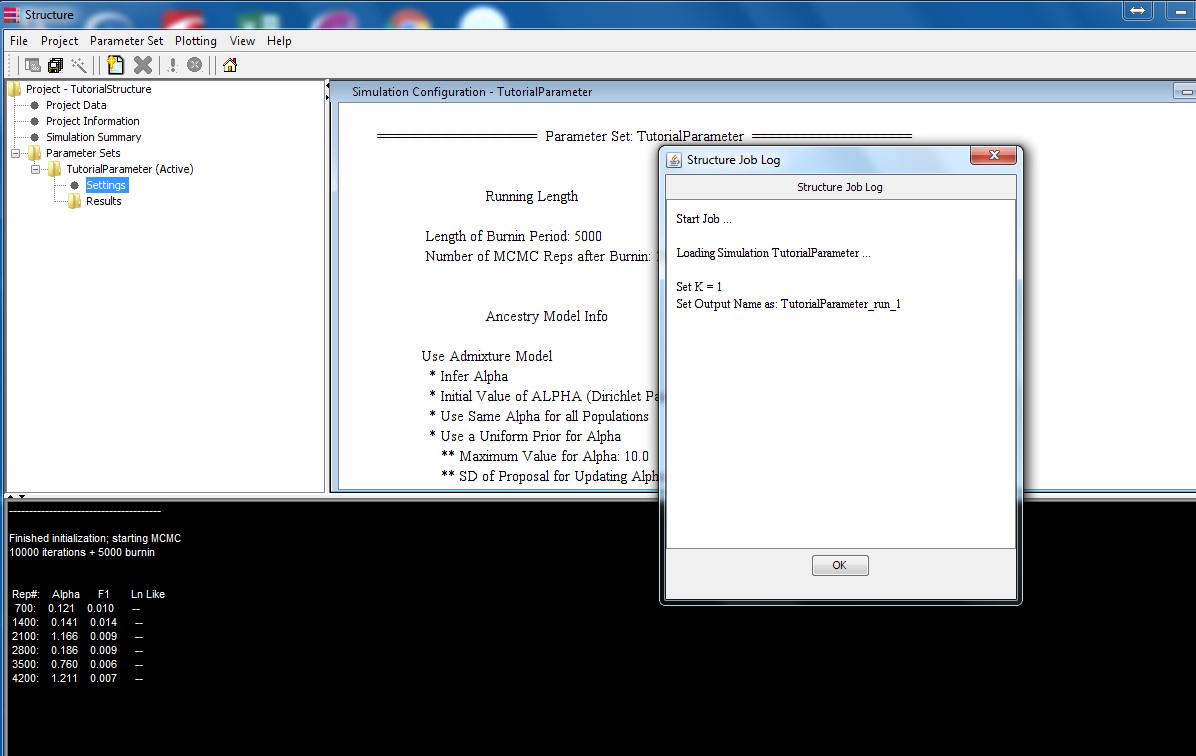 Structure
File Project Parameter Set Plotting View Help
Project - TutorialStructure
Project Data
Project Information
Simulation Summary
Parameter Sets
TutorialParameter (Active)
Settings
Results
Simulation Configuration - TutorialParameter
Parameter Set: TutorialParameter
Running Length
Length of Burnin Period: 5000
Number of MCMC Reps after Burnin:
Ancestry Model Info
Use Admixture Model
* Infer Alpha
* Initial Value of ALPHA (Dirichlet Pa
* Use Same Alpha for all Populations
* Use a Uniform Prior for Alpha
** Maximum Value for Alpha: 10.0
** SD of Proposal for Updating Alph
Structure Job Log
Structure Job Log
Start Job ...
Loading Simulation TutorialParameter ...
Set K = 1
Set Output Name as: TutorialParameter_run_1
OK
----------------------------------------
Finished initialization; starting MCMC
10000 iterations + 5000 burnin
Rep#: Alpha F1 Ln Like
700: 0.121 0.010 --
1400: 0.141 0.014 --
2100: 1.166 0.009 --
2800: 0.186 0.009 --
3500: 0.760 0.006 --
4200: 1.211 0.007 --